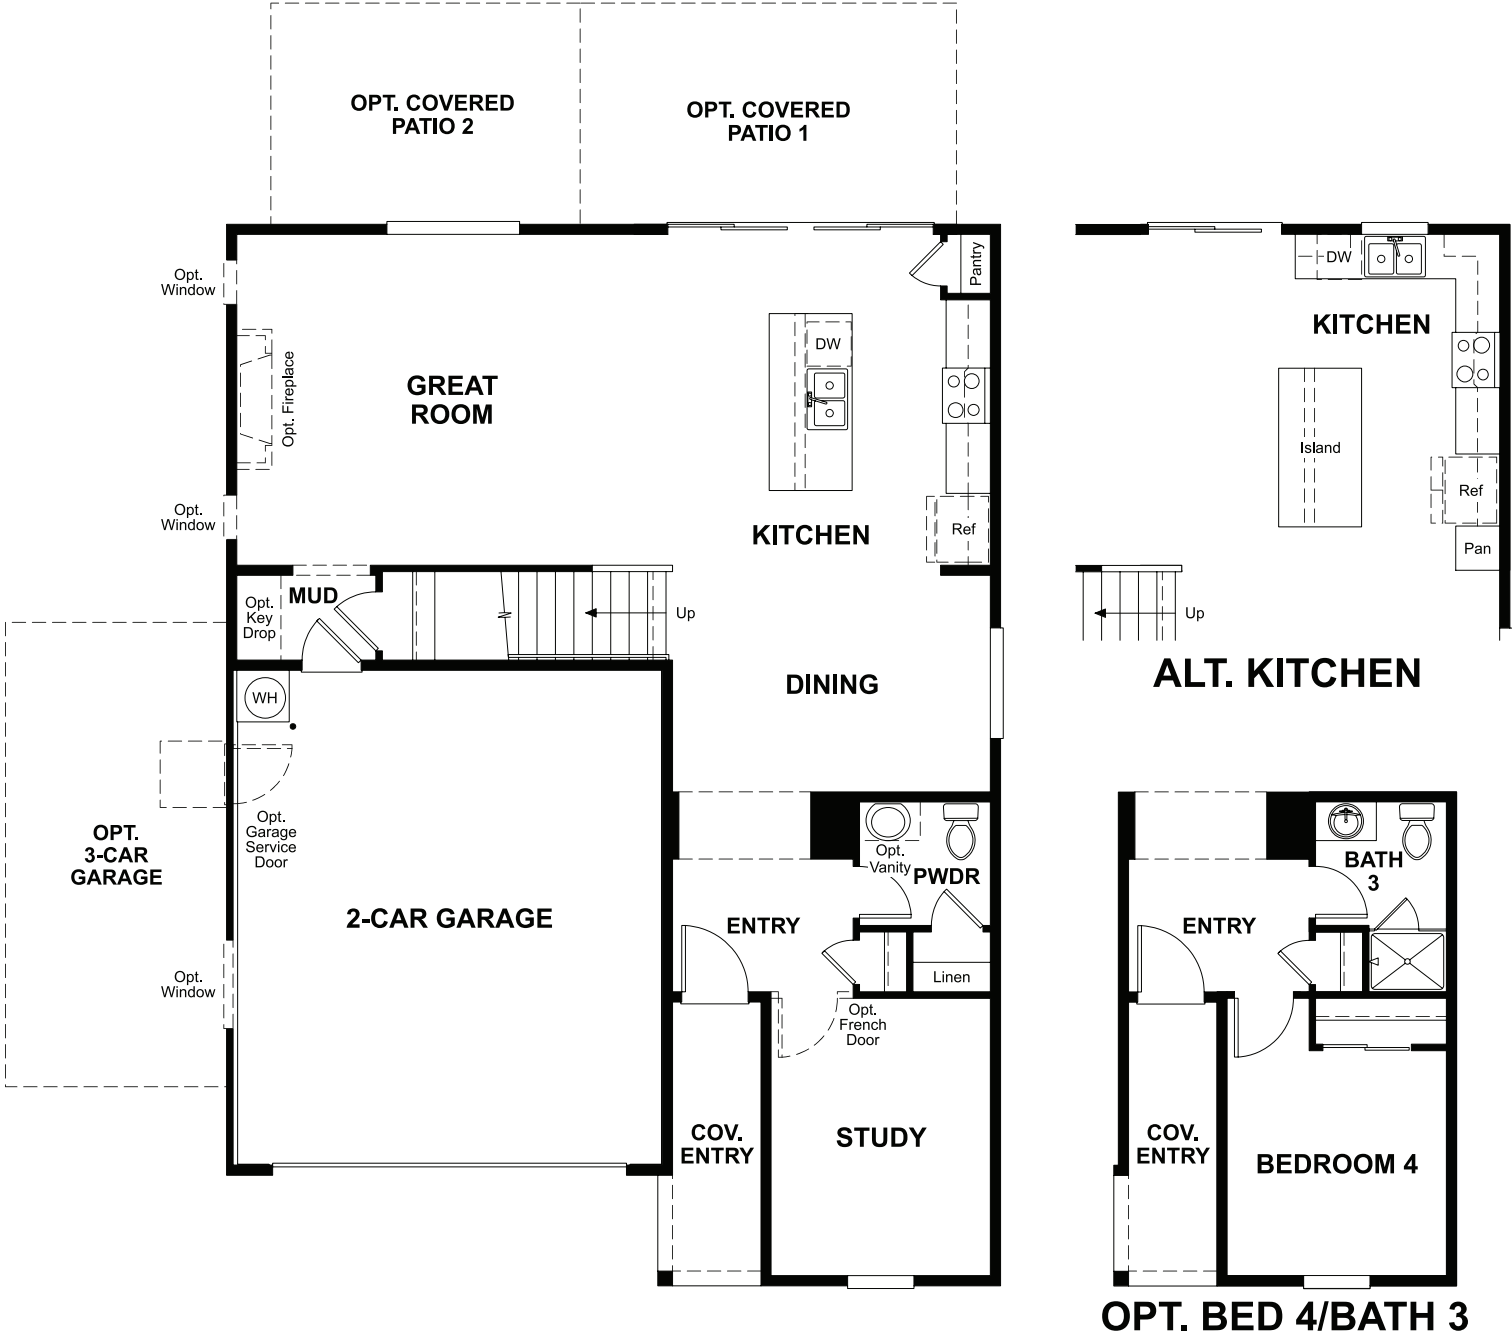 OPT. COVERED
PATIO 2
OPT. COVERED
PATIO 1
Opt.
Window
Pantry
DW
GREAT
ROOM
Opt. Fireplace
Opt.
Window
KITCHEN
Ref
MUD
Opt.
Key
Drop
Up
DINING
WH
Opt.
Garage
Service
Door
OPT.
3-CAR
GARAGE
2-CAR GARAGE
Opt.
Window
Opt.
Vanity
PWDR
ENTRY
Linen
Opt.
French
Door
COV.
ENTRY
STUDY
DW
KITCHEN
Island
Ref
Pan
Up
ALT. KITCHEN
BATH
3
ENTRY
COV.
ENTRY
BEDROOM 4
OPT. BED 4/BATH 3